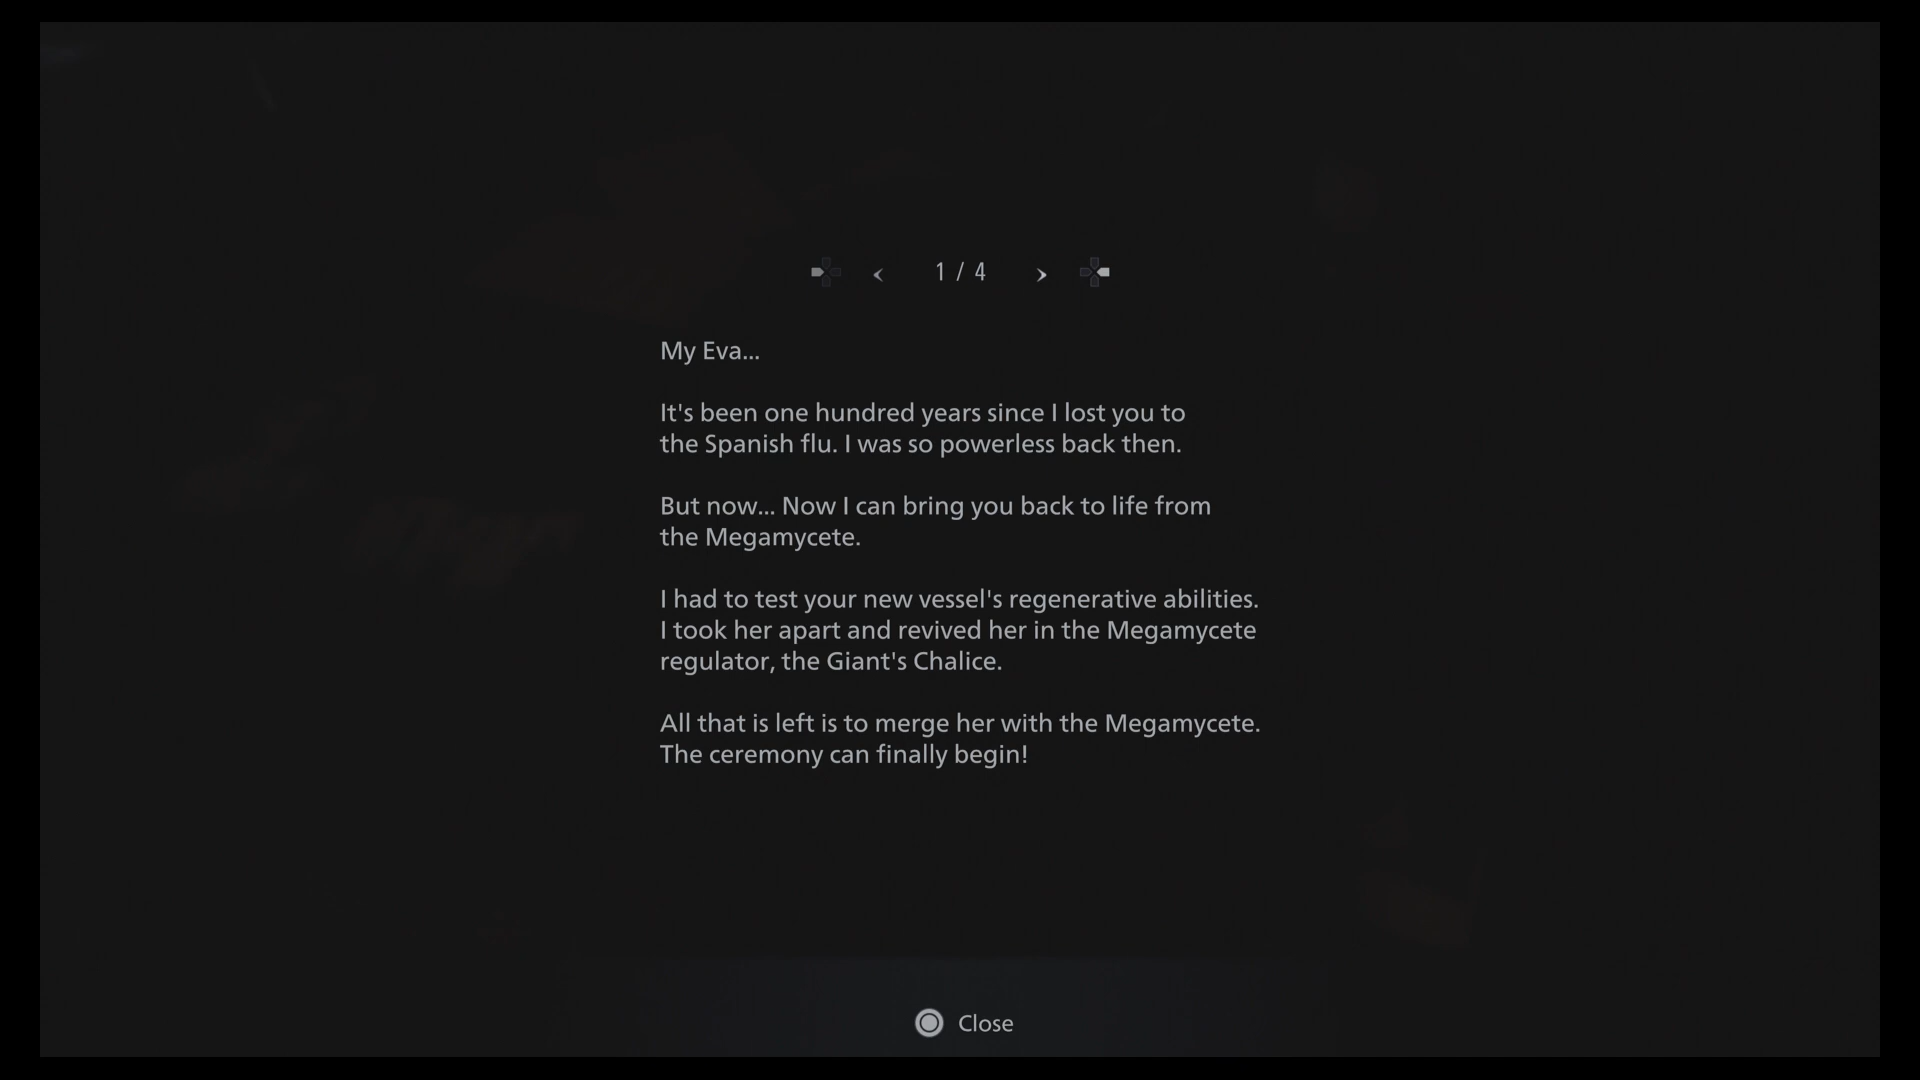 1 / 4
My Eva...
It's been one hundred years since I lost you to
the Spanish flu. I was so powerless back then.
But now... Now I can bring you back to life from
the Megamycete.
I had to test your new vessel's regenerative abilities.
I took her apart and revived her in the Megamycete
regulator, the Giant's Chalice.
All that is left is to merge her with the Megamycete.
The ceremony can finally begin!
Close